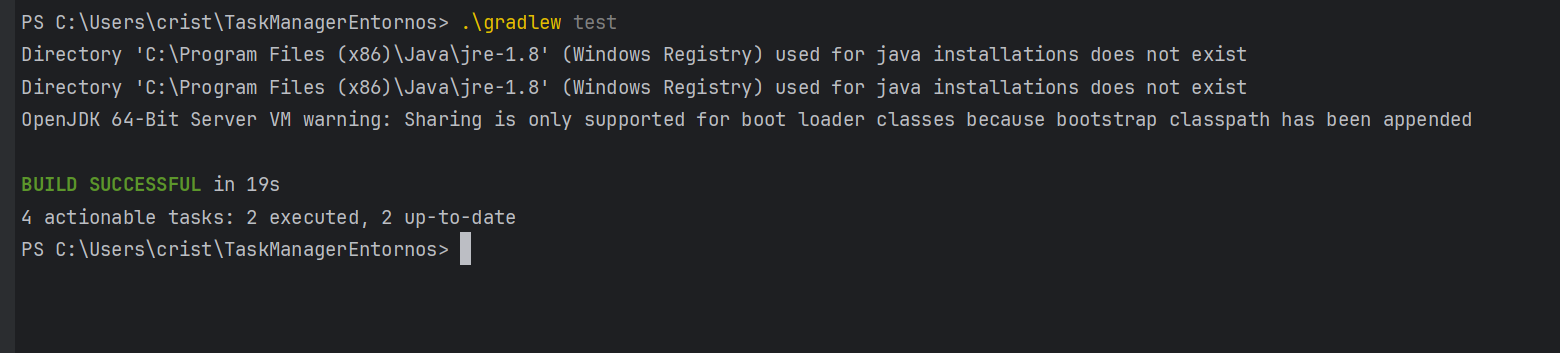 PS C:\Users\crist\TaskManagerEntornos> .\gradlew test
Directory 'C:\Program Files (x86)\Java\jre-1.8' (Windows Registry) used for java installations does not exist
Directory 'C:\Program Files (x86)\Java\jre-1.8' (Windows Registry) used for java installations does not exist
OpenJDK 64-Bit Server VM warning: Sharing is only supported for boot loader classes because bootstrap classpath has been appended
BUILD SUCCESSFUL in 19s
4 actionable tasks: 2 executed, 2 up-to-date
PS C:\Users\crist\TaskManagerEntornos>